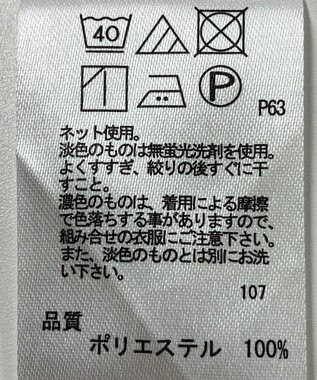 40
P
P63
ネット使用。
淡色のものは無蛍光洗剤を使用。
よくすすぎ、絞りの後すぐに干
すこと。
濃色のものは、着用による摩擦
で色落ちする事がありますので、
組み合せの衣服にご注意下さい。
また、淡色のものとは別にお洗
い下さい。
107
品質
ポリエステル 100%